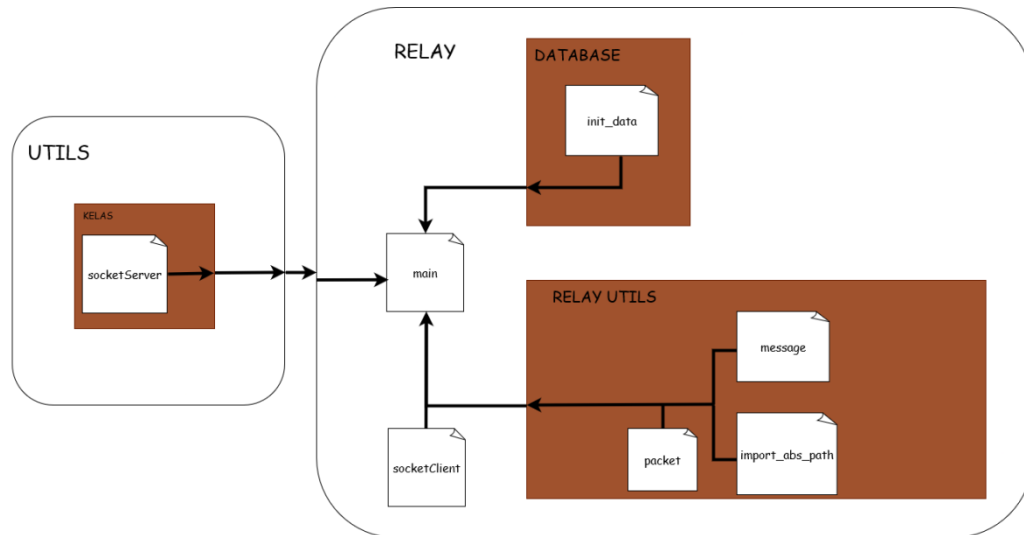 RELAY
DATABASE
init_data
UTILS
KELAS
socketServer
main
RELAY UTILS
message
socketClient
packet
import_abs_path